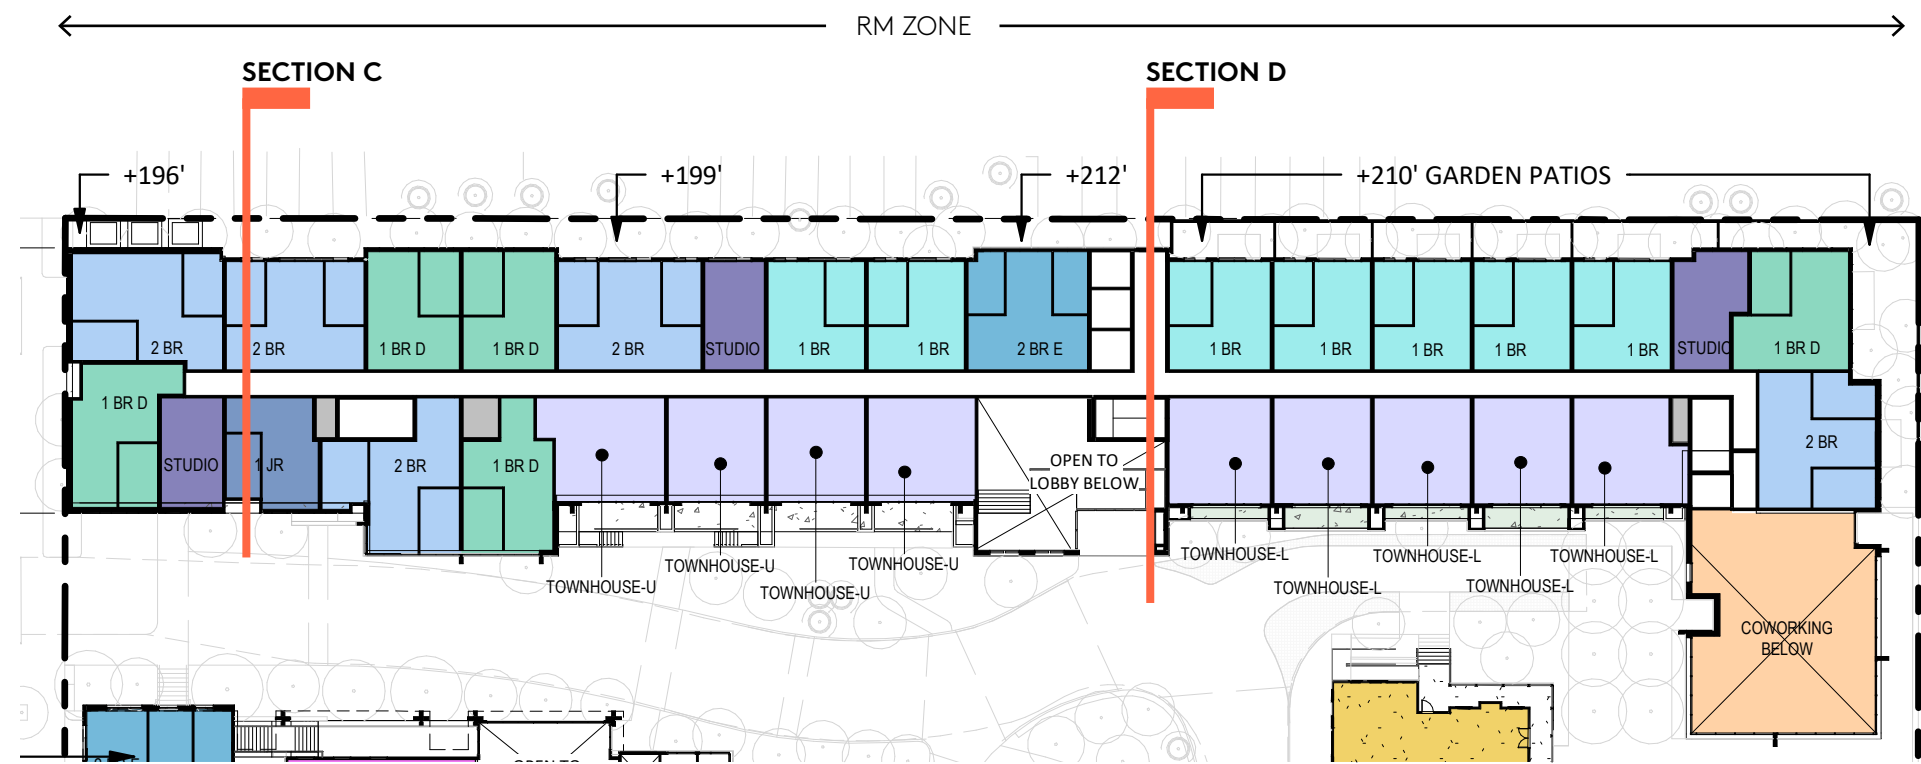 RM ZONE
SECTION C
SECTION D
+196'
+199'
+212'
+210' GARDEN PATIOS
2 BR
2 BR
1 BR D
1 BR D
2 BR
STUDIO
1 BR
1 BR
2 BR E
1 BR
1 BR
1 BR
1 BR
1 BR
STUDIO
1 BR D
1 BR D
STUDIO
1 JR
2 BR
1 BR D
OPEN TO
LOBBY BELOW
2 BR
TOWNHOUSE-U
TOWNHOUSE-U
TOWNHOUSE-U
TOWNHOUSE-U
TOWNHOUSE-L
TOWNHOUSE-L
TOWNHOUSE-L
TOWNHOUSE-L
TOWNHOUSE-L
COWORKING
BELOW
OPEN TO